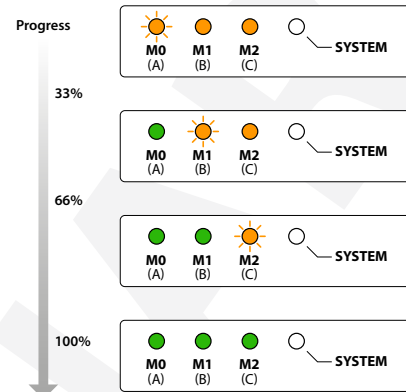 Progress
M0 M1 M2
(A) (B) (C)
SYSTEM
33%
M0 M1 M2
(A) (B) (C)
SYSTEM
66%
M0 M1 M2
(A) (B) (C)
SYSTEM
100%
M0 M1 M2
(A) (B) (C)
SYSTEM